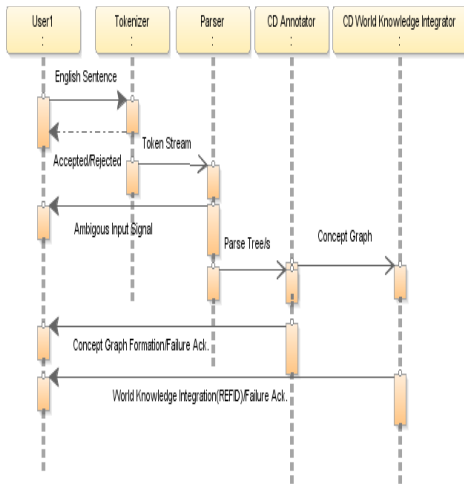 User1
:
Tokenizer
:
Parser
:
CD Annotator
:
CD World Knowledge Integrator
:
English Sentence
Token Stream
Accepted/Rejected
Ambigous Input Signal
Concept Graph
Parse Tree/s
Concept Graph Formation/Failure Ack.
World Knowledge Integration(REFID)/Failure Ack.